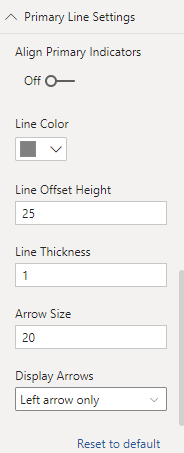 Primary Line Settings
Align Primary Indicators
Off
Line Color
Line Offset Height
25
Line Thickness
1
Arrow Size
20
Display Arrows
Left arrow only
Reset to default